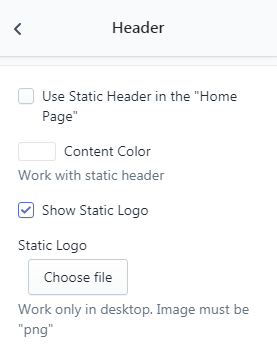 Header
Use Static Header in the "Home
Page"
Content Color
Work with static header
Show Static Logo
Static Logo
Choose file
Work only in desktop. Image must be
"png"